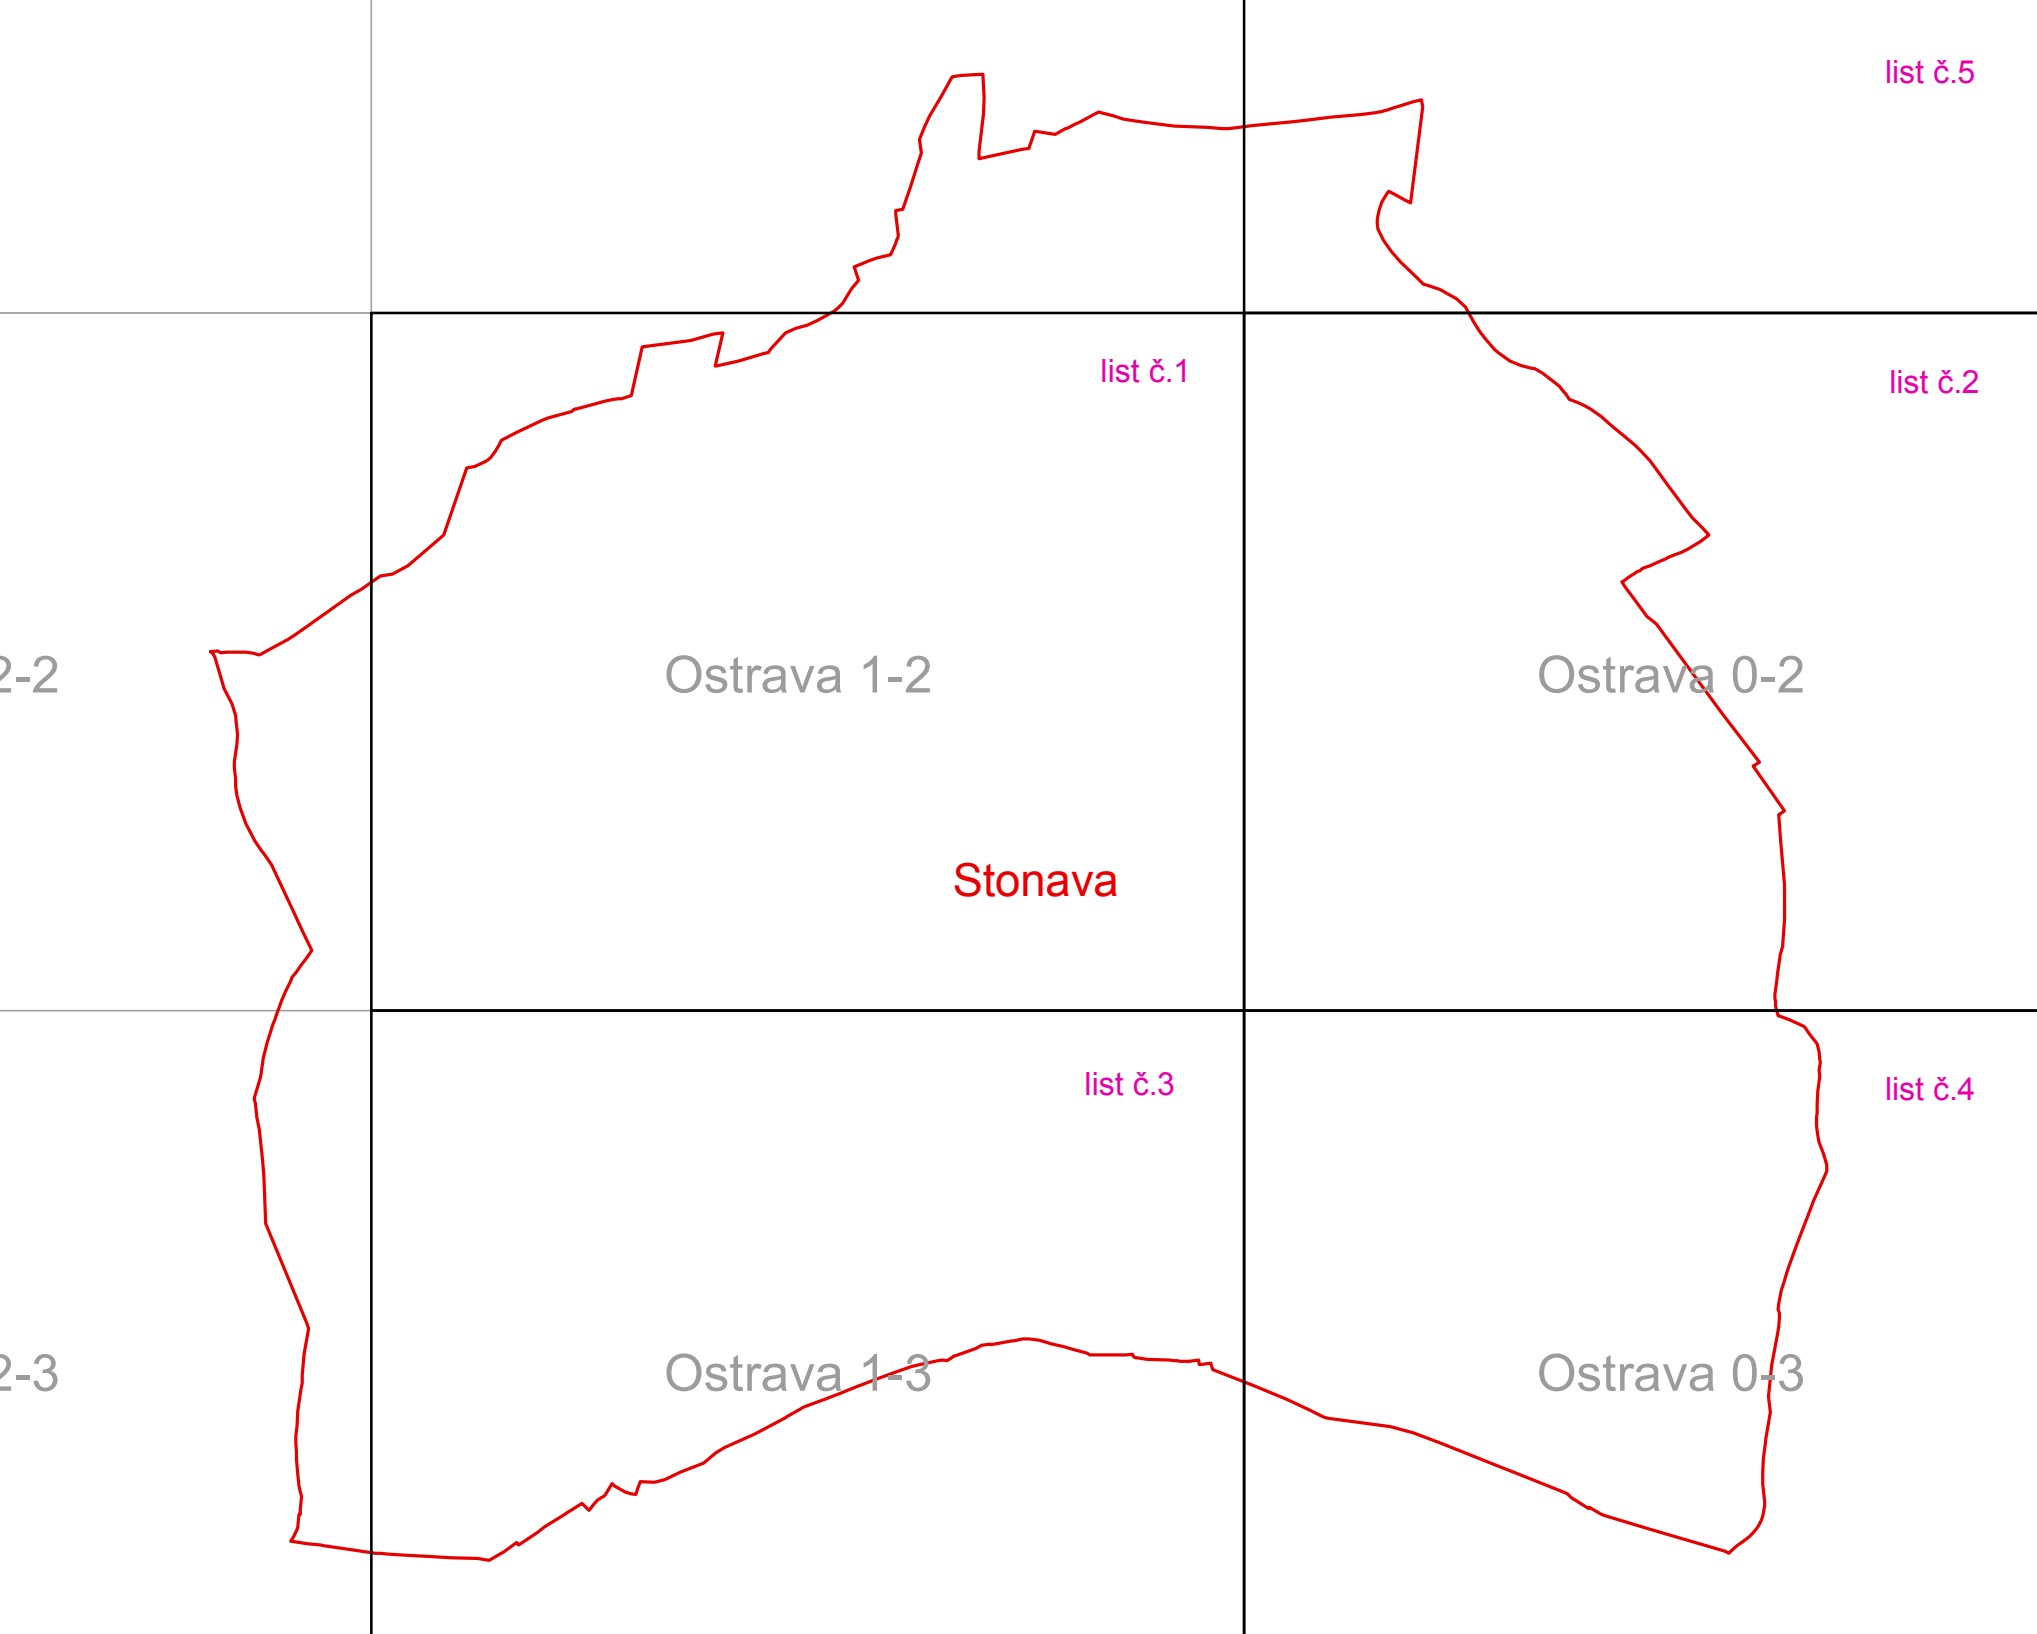 list č.5
list č.1
list č.2
2-2
Ostrava 1-2
Ostrava 0-2
Stonava
list č.3
list č.4
2-3
Ostrava 1-3
Ostrava 0-3